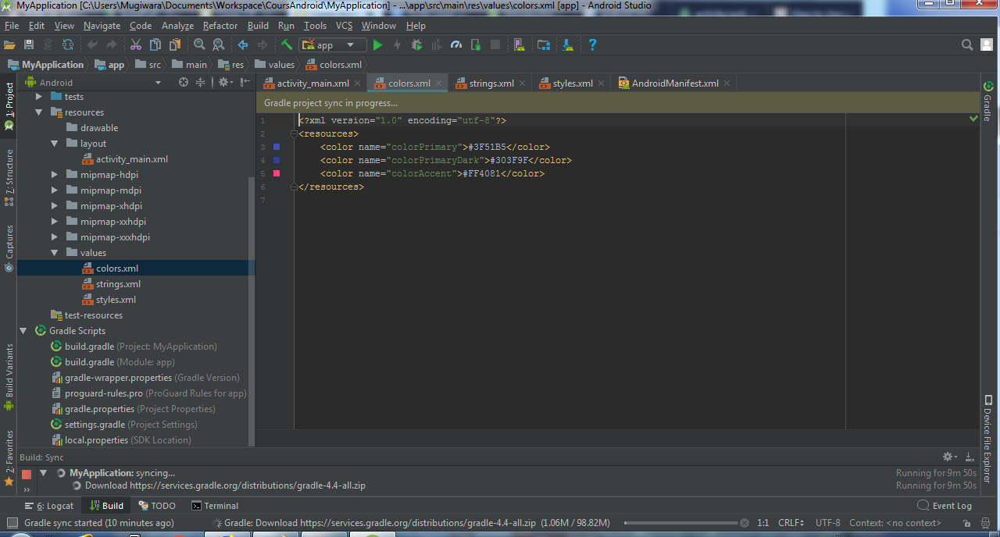 MyApplication [C:\Users\Mugiwara\Documents\Workspace\CoursAndroid\MyApplication] - ...\app\src\main\res\values\colors.xml [app] - Android Studio
File Edit View Navigate Code Analyze Refactor Build Run Tools VCS Window Help
app
MyApplication app src main res values colors.xml
Android
activity_main.xml colors.xml strings.xml styles.xml AndroidManifest.xml
Gradle project sync in progress...
1: Project
7: Structure
Captures
Build Variants
2: Favorites
tests
resources
drawable
layout
activity_main.xml
mipmap-hdpi
mipmap-mdpi
mipmap-xhdpi
mipmap-xxhdpi
mipmap-xxxhdpi
values
colors.xml
strings.xml
styles.xml
test-resources
Gradle Scripts
build.gradle (Project: MyApplication)
build.gradle (Module: app)
gradle-wrapper.properties (Gradle Version)
proguard-rules.pro (ProGuard Rules for app)
gradle.properties (Project Properties)
settings.gradle (Project Settings)
local.properties (SDK Location)
1 <?xml version="1.0" encoding="utf-8"?>
2 <resources>
3 <color name="colorPrimary">#3F51B5</color>
4 <color name="colorPrimaryDark">#303F9F</color>
5 <color name="colorAccent">#FF4081</color>
6 </resources>
7
Gradle
Device File Explorer
Build: Sync
MyApplication: syncing... Running for 9m 50s
Download https://services.gradle.org/distributions/gradle-4.4-all.zip Running for 9m 50s
6: Logcat Build TODO Terminal Event Log
Gradle sync started (10 minutes ago) Gradle: Download https://services.gradle.org/distributions/gradle-4.4-all.zip (1.06M / 98.82M) 1:1 CRLF UTF-8 Context: <no context>